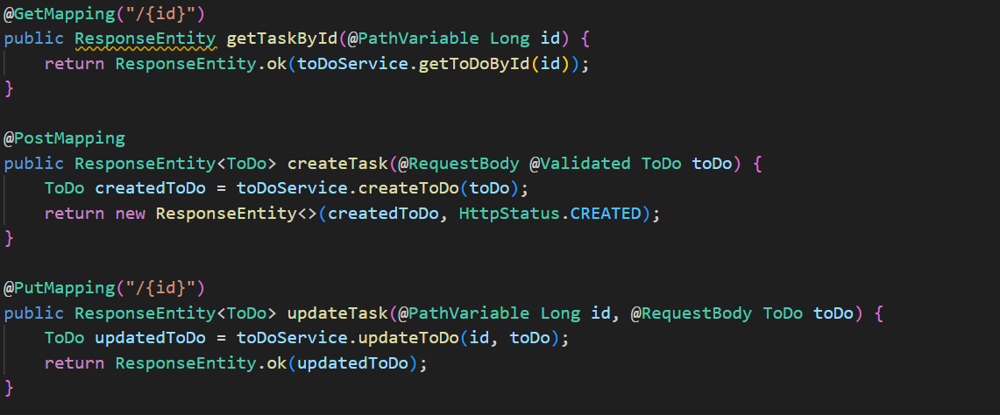 @GetMapping("/{id}")
public ResponseEntity getTaskById(@PathVariable Long id) {
    return ResponseEntity.ok(toDoService.getToDoById(id));
}

@PostMapping
public ResponseEntity<ToDo> createTask(@RequestBody @Validated ToDo toDo) {
    ToDo createdToDo = toDoService.createToDo(toDo);
    return new ResponseEntity<>(createdToDo, HttpStatus.CREATED);
}

@PutMapping("/{id}")
public ResponseEntity<ToDo> updateTask(@PathVariable Long id, @RequestBody ToDo toDo) {
    ToDo updatedToDo = toDoService.updateToDo(id, toDo);
    return ResponseEntity.ok(updatedToDo);
}